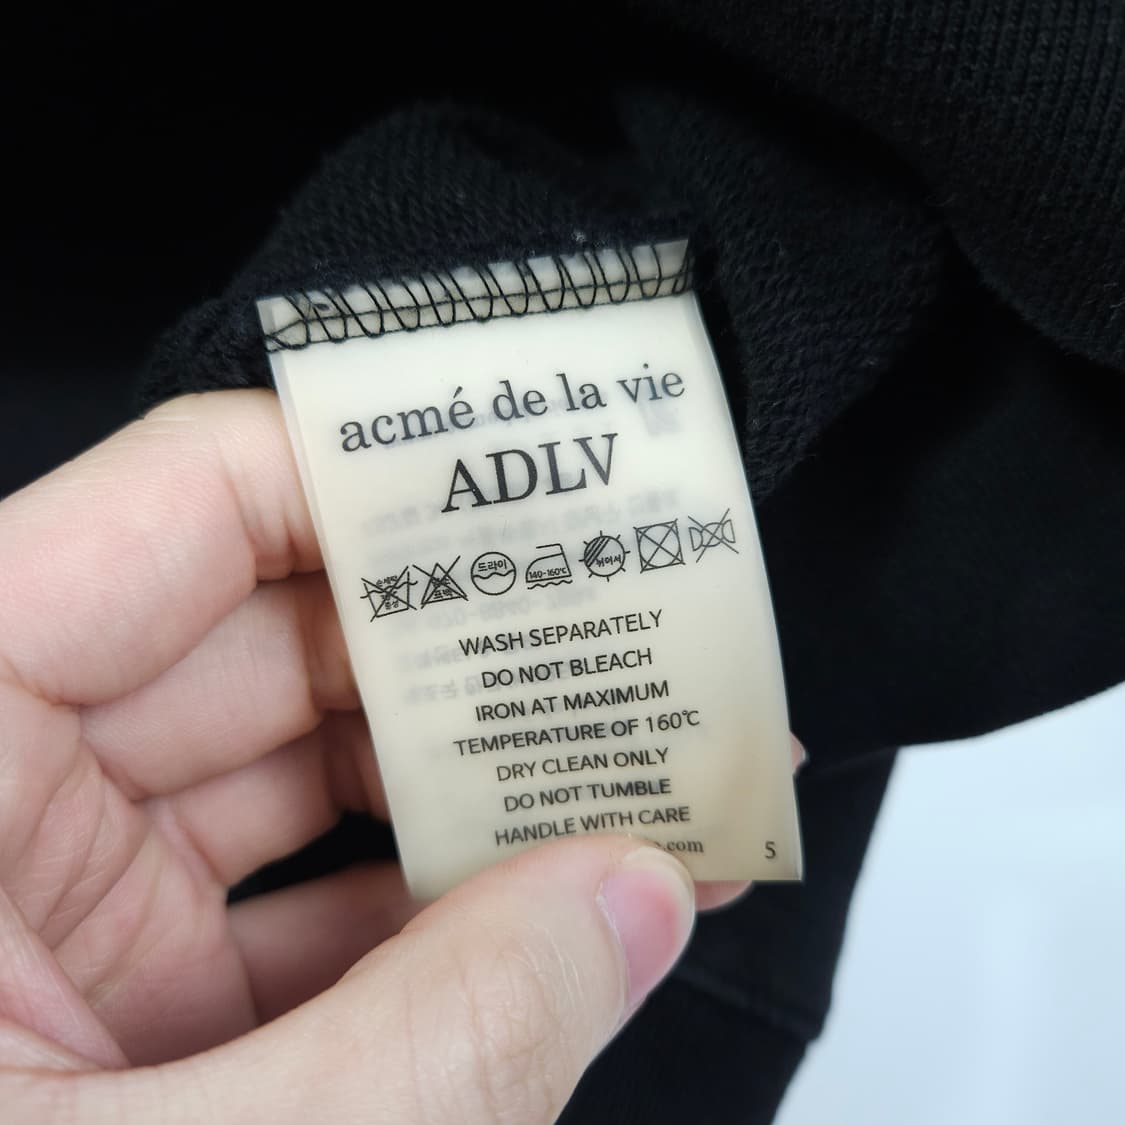 acmé de la vie
ADLV
드라이
140-160℃
뉘어서
WASH SEPARATELY
DO NOT BLEACH
IRON AT MAXIMUM
TEMPERATURE OF 160℃
DRY CLEAN ONLY
DO NOT TUMBLE
HANDLE WITH CARE
.com 5